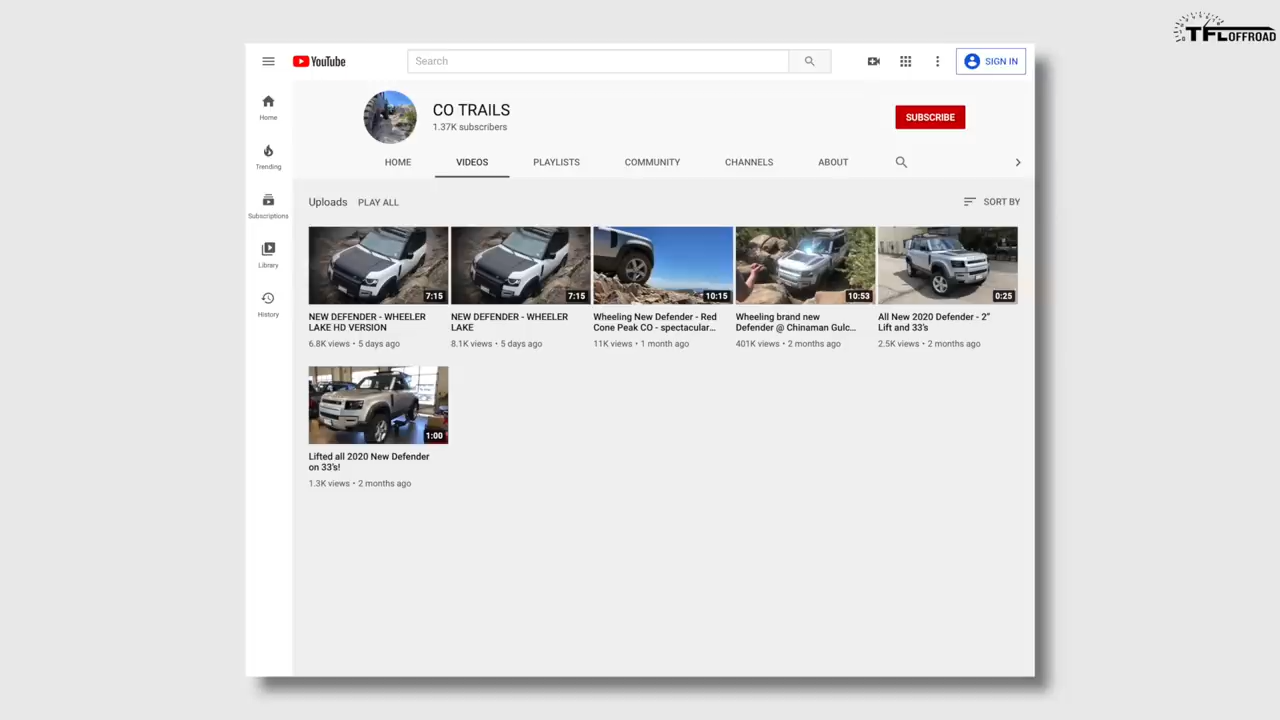 TFLOFFROAD
YouTube
Search
SIGN IN
Home
Trending
Subscriptions
Library
History
CO TRAILS
1.37K subscribers
SUBSCRIBE
HOME
VIDEOS
PLAYLISTS
COMMUNITY
CHANNELS
ABOUT
Uploads
PLAY ALL
SORT BY
7:15
NEW DEFENDER - WHEELER
LAKE HD VERSION
6.8K views • 5 days ago
7:15
NEW DEFENDER - WHEELER
LAKE
8.1K views • 5 days ago
10:15
Wheeling New Defender - Red
Cone Peak CO - spectacular...
11K views • 1 month ago
10:53
Wheeling brand new
Defender @ Chinaman Gulc...
401K views • 2 months ago
0:25
All New 2020 Defender - 2"
Lift and 33's
2.5K views • 2 months ago
1:00
Lifted all 2020 New Defender
on 33's!
1.3K views • 2 months ago